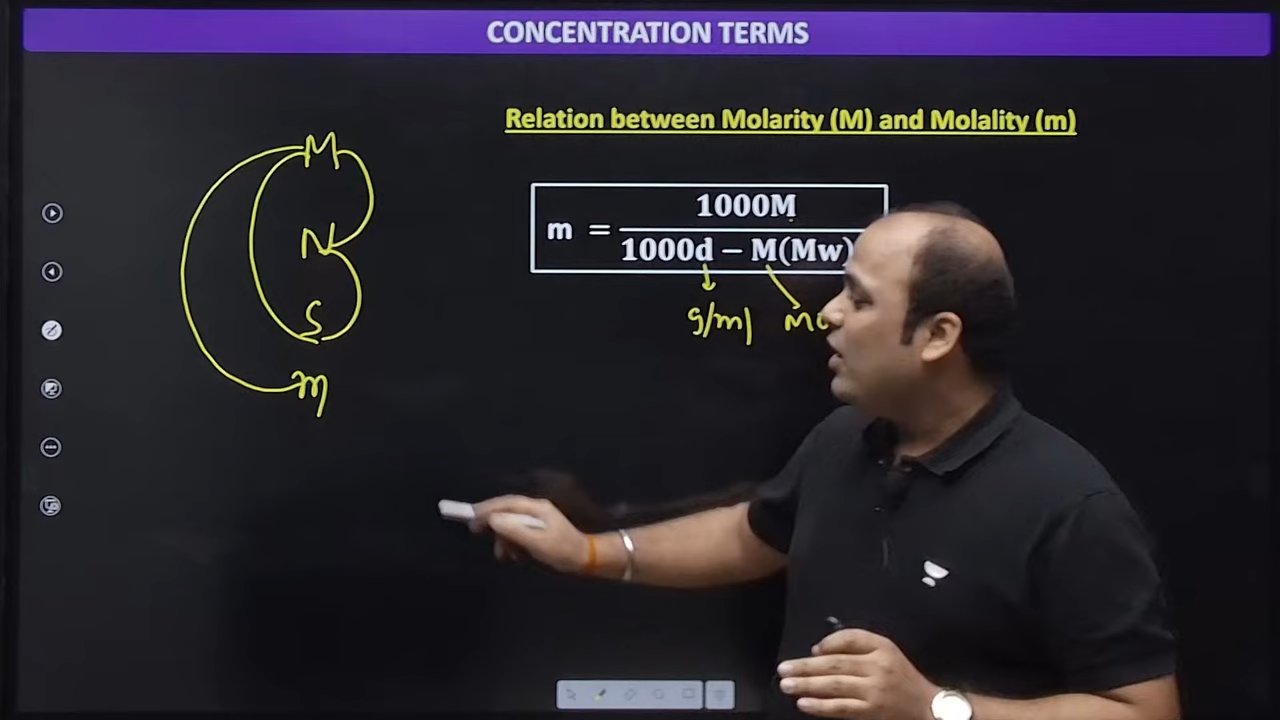 CONCENTRATION TERMS
Relation between Molarity (M) and Molality (m)
M
N
S
m
m = 1000M
1000d − M(Mw)
g/ml